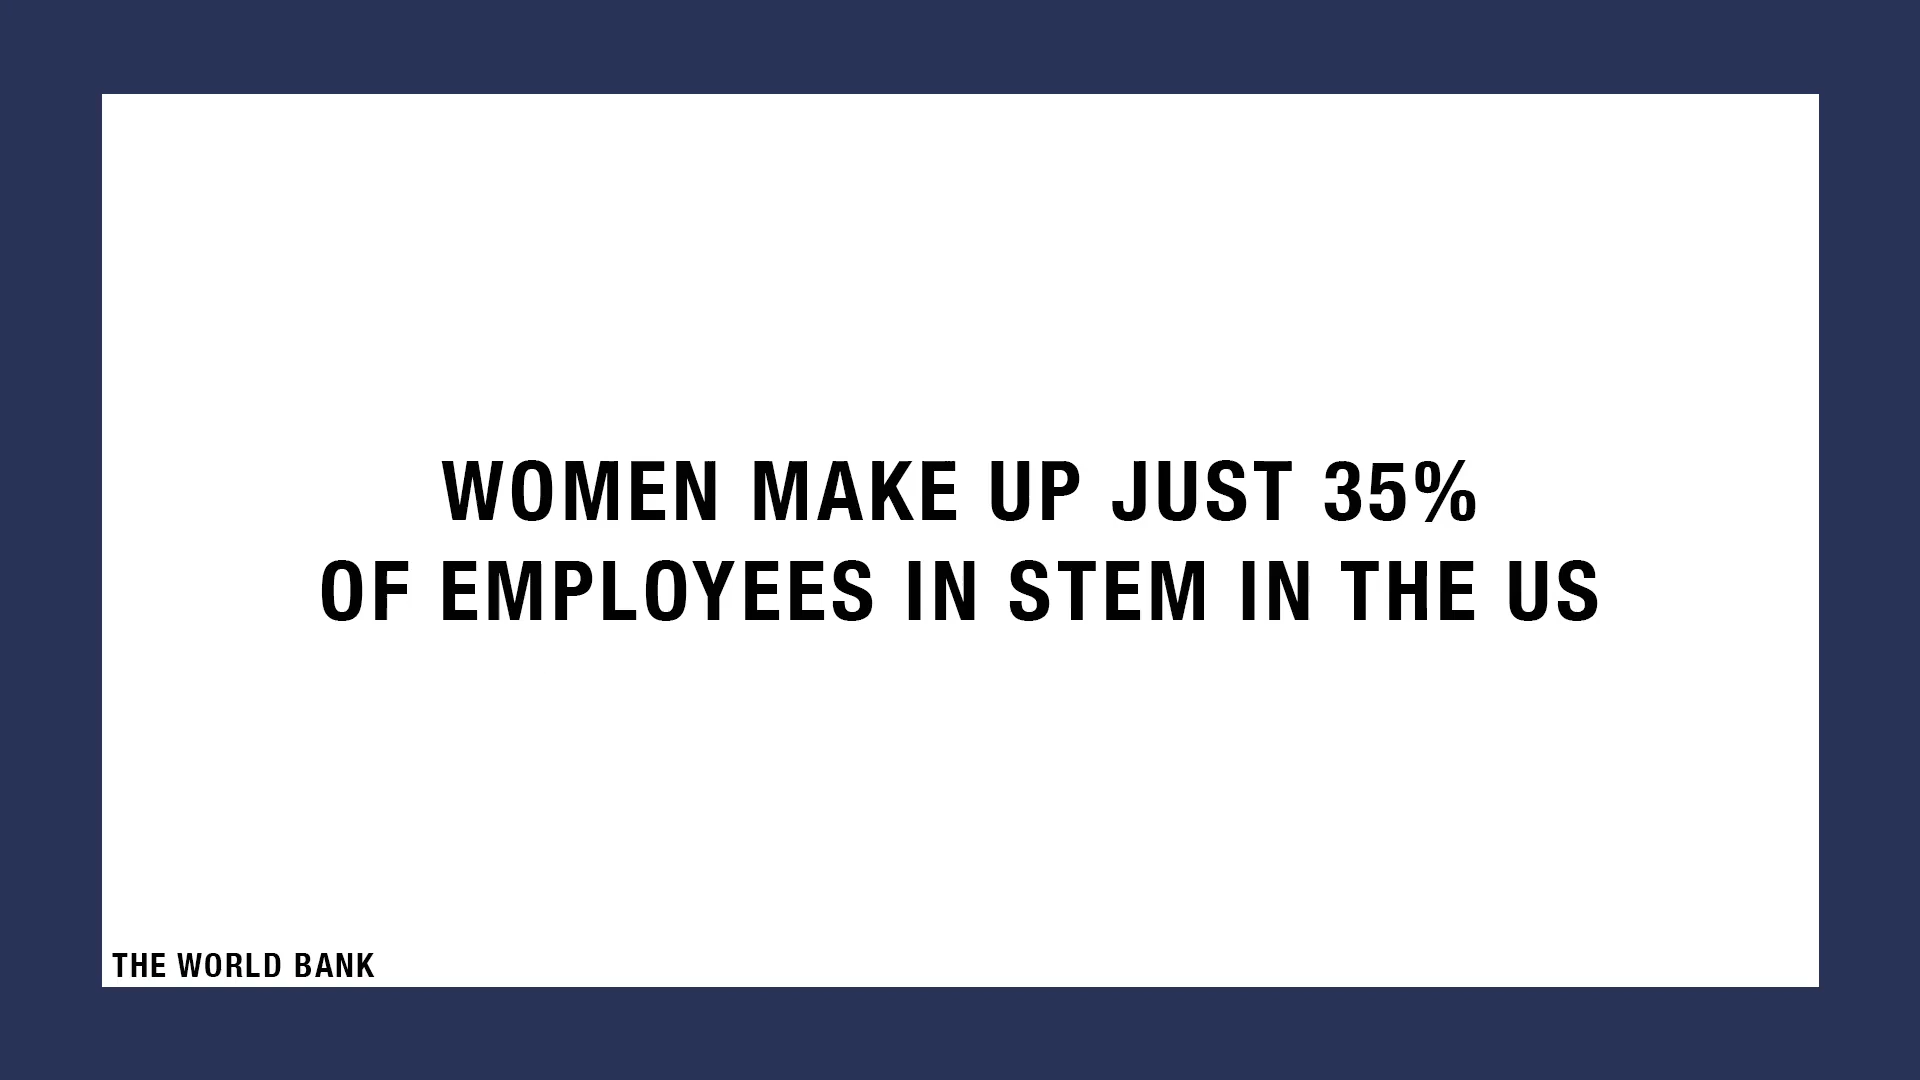 WOMEN MAKE UP JUST 35%
OF EMPLOYEES IN STEM IN THE US
THE WORLD BANK